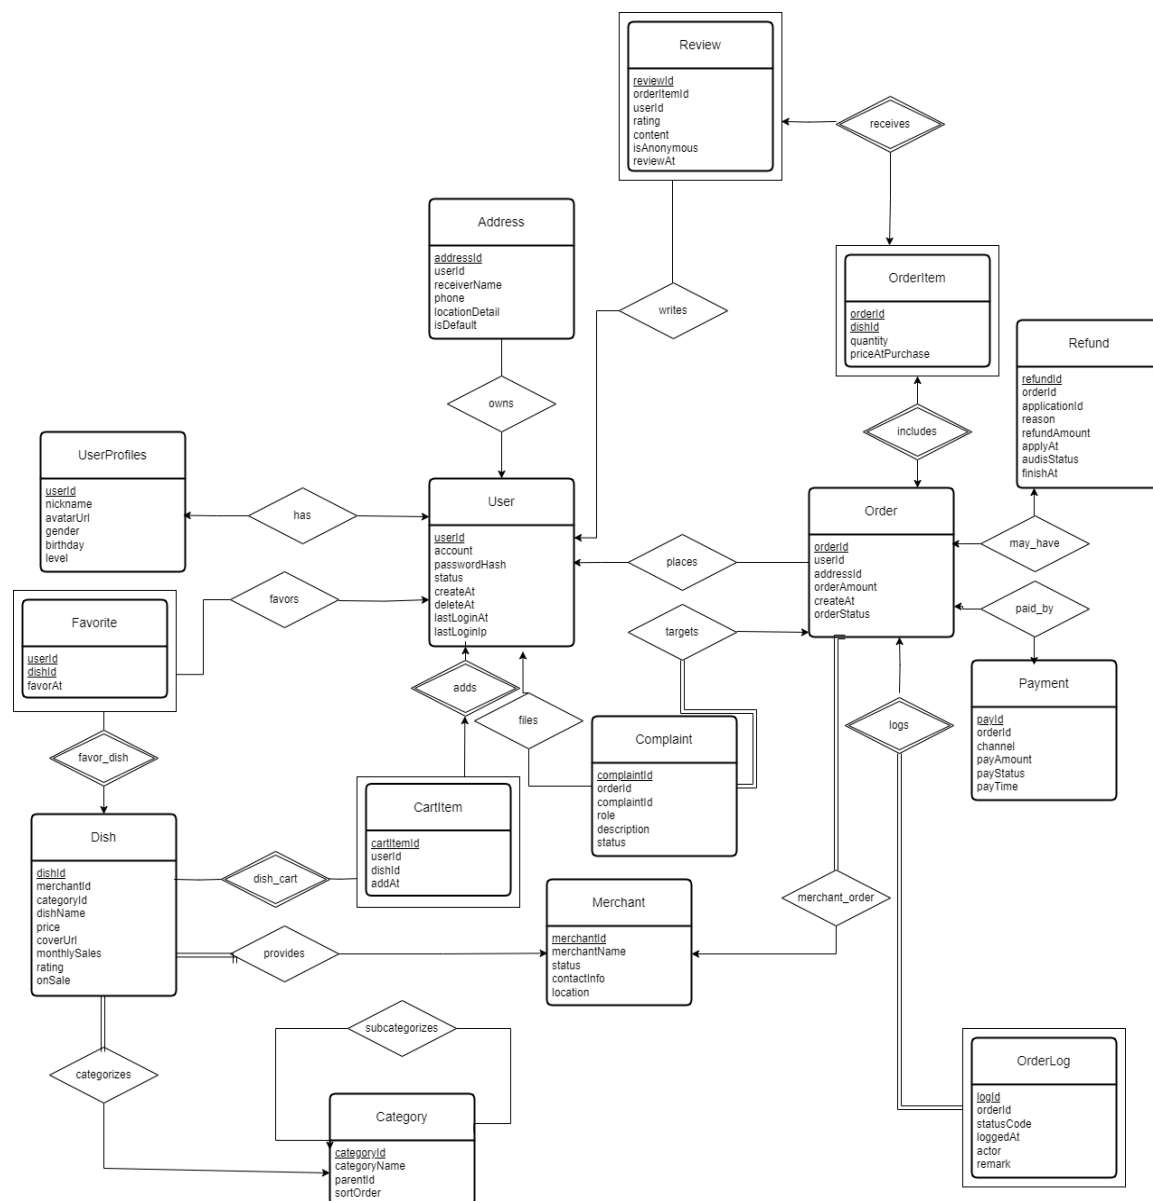 Review
reviewId
orderItemId
userId
rating
content
isAnonymous
reviewAt
receives
Address
addressId
userId
receiverName
phone
locationDetail
isDefault
writes
OrderItem
orderId
dishId
quantity
priceAtPurchase
Refund
refundId
orderId
applicationId
reason
refundAmount
applyAt
audisStatus
finishAt
owns
includes
UserProfiles
userId
nickname
avatarUrl
gender
birthday
level
has
User
userId
account
passwordHash
status
createAt
deleteAt
lastLoginAt
lastLoginIp
places
Order
orderId
userId
addressId
orderAmount
createAt
orderStatus
may_have
Favorite
userId
dishId
favorAt
favors
targets
paid_by
adds
files
Complaint
complaintId
orderId
complaintId
role
description
status
logs
Payment
payId
orderId
channel
payAmount
payStatus
payTime
favor_dish
Dish
dishId
merchantId
categoryId
dishName
price
coverUrl
monthlySales
rating
onSale
dish_cart
CartItem
cartItemId
userId
dishId
addAt
provides
Merchant
merchantId
merchantName
status
contactInfo
location
merchant_order
subcategorizes
categorizes
Category
categoryId
categoryName
parentId
sortOrder
OrderLog
logId
orderId
statusCode
loggedAt
actor
remark